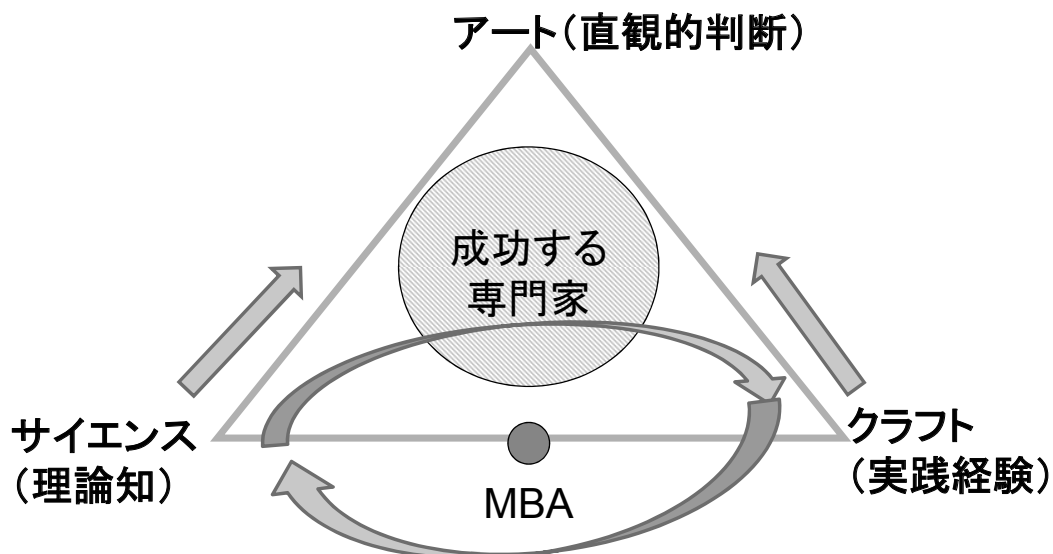 アート(直観的判断)
成功する
専門家
サイエンス
(理論知)
クラフト
(実践経験)
MBA